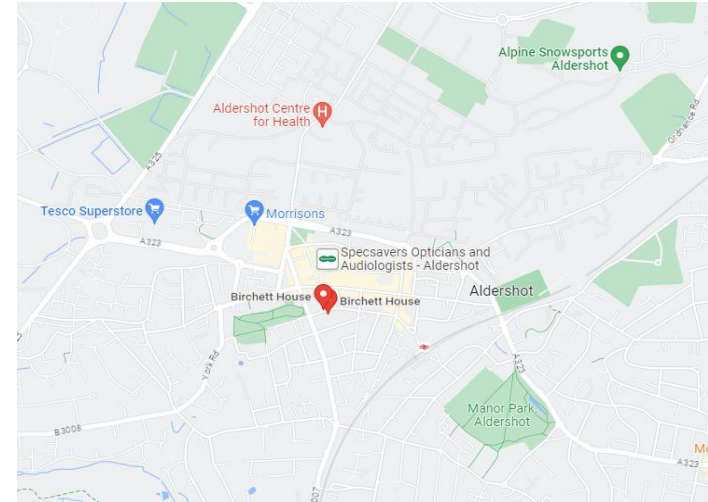 Alpine Snowsports
Aldershot
Aldershot Centre
for Health
H
Ordnance Rd
A325
Tesco Superstore
Morrisons
A323
A323
Specsavers Opticians and
Audiologists - Aldershot
Birchett House
Birchett House
Aldershot
York Rd
A323
Manor Park,
Aldershot
B3008
A323